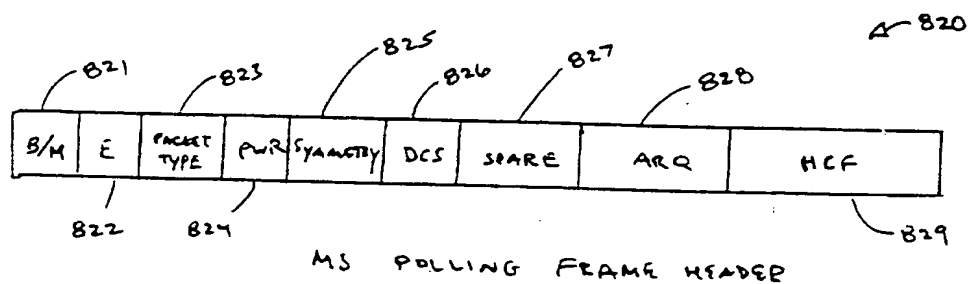 820
821 823 825 826 827 828
B/M E PACKET TYPE PWR SYMMETRY DCS SPARE ARQ HCF
822 824 829
MS POLLING FRAME HEADER